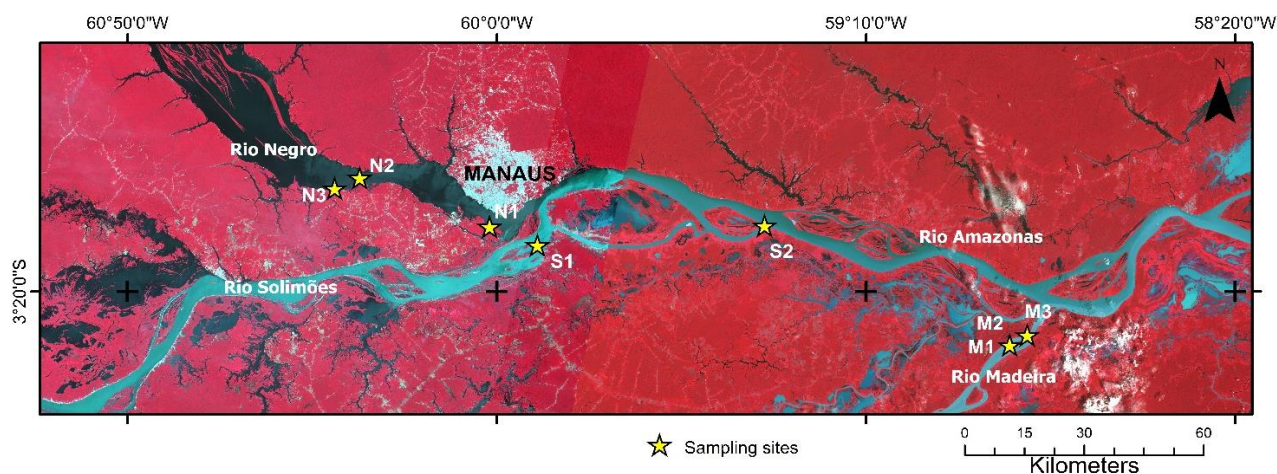 60°50'0"W 60°0'0"W 59°10'0"W 58°20'0"W
N
Rio Negro
N2
MANAUS
N3
N1
S1
S2
Rio Amazonas
3°20'0"S
Rio Solimões
M3
M2
M1
Rio Madeira
Sampling sites
0 15 30 60
Kilometers